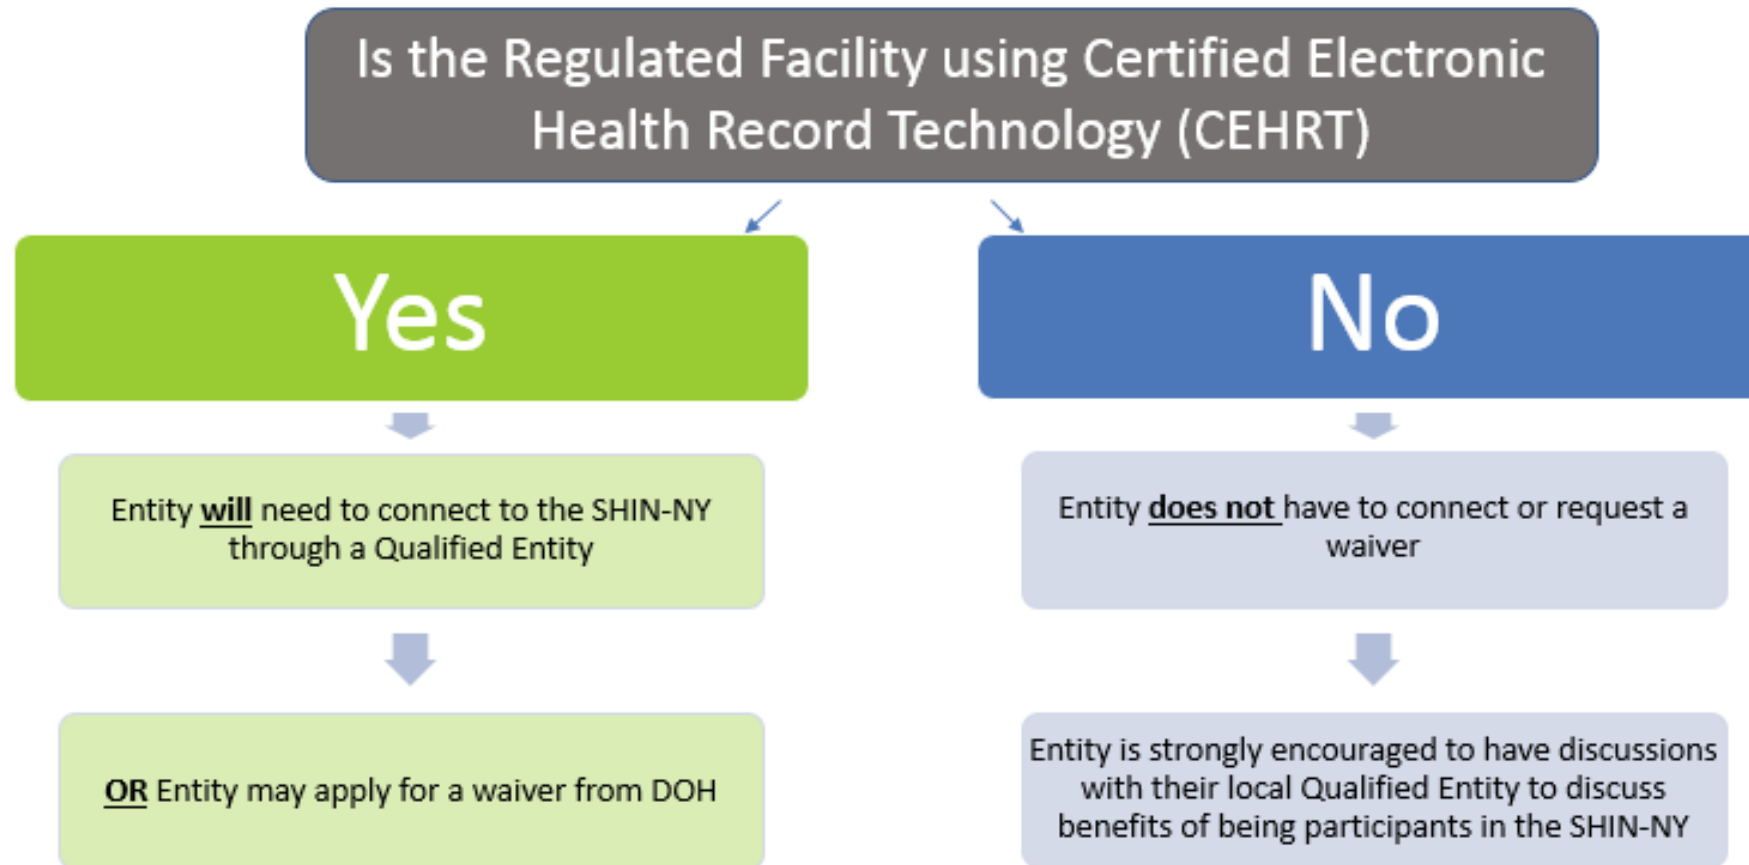 Is the Regulated Facility using Certified Electronic
Health Record Technology (CEHRT)
Yes
No
Entity will need to connect to the SHIN-NY
through a Qualified Entity
Entity does not have to connect or request a
waiver
OR Entity may apply for a waiver from DOH
Entity is strongly encouraged to have discussions
with their local Qualified Entity to discuss
benefits of being participants in the SHIN-NY